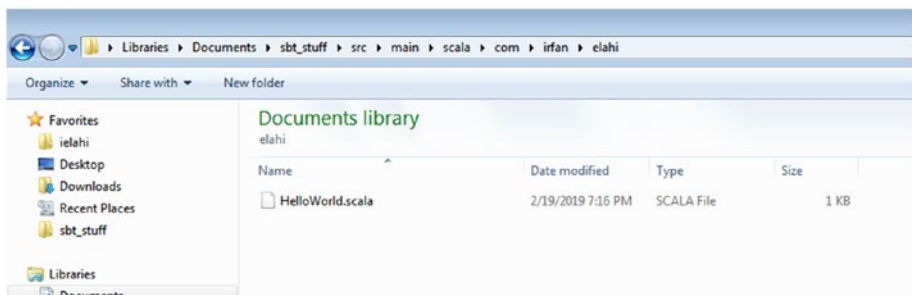 Libraries ▸ Documents ▸ sbt_stuff ▸ src ▸ main ▸ scala ▸ com ▸ irfan ▸ elahi
Organize Share with New folder
Favorites
ielahi
Desktop
Downloads
Recent Places
sbt_stuff
Libraries
Documents
Documents library
elahi
Name Date modified Type Size
HelloWorld.scala 2/19/2019 7:16 PM SCALA File 1 KB